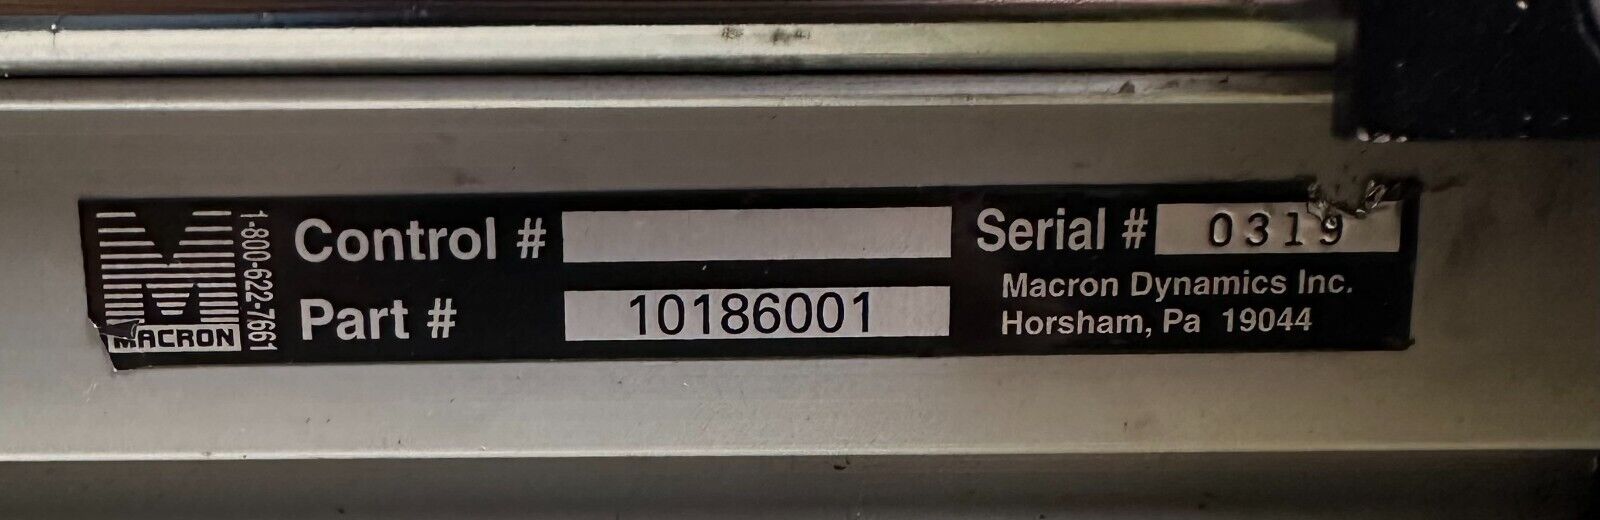 MACRON
1-800-622-7661
Control #
Part # 10186001
Serial # 0319
Macron Dynamics Inc.
Horsham, Pa 19044